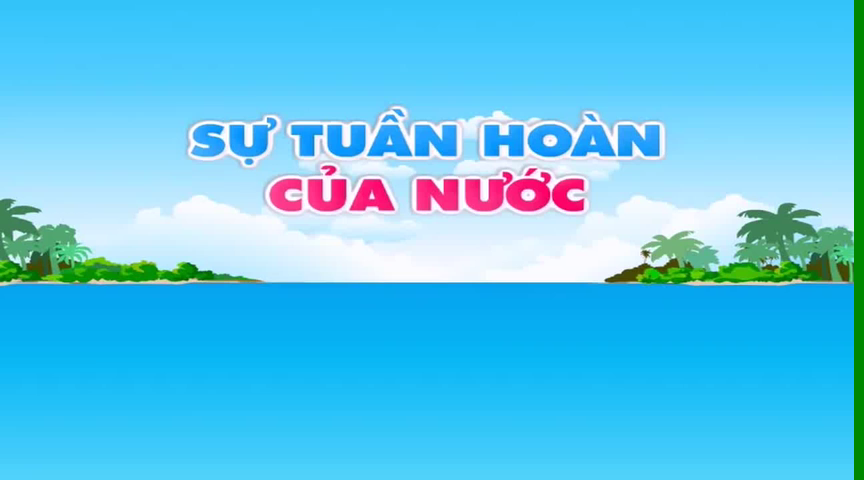 SỰ TUẦN HOÀN
CỦA NƯỚC